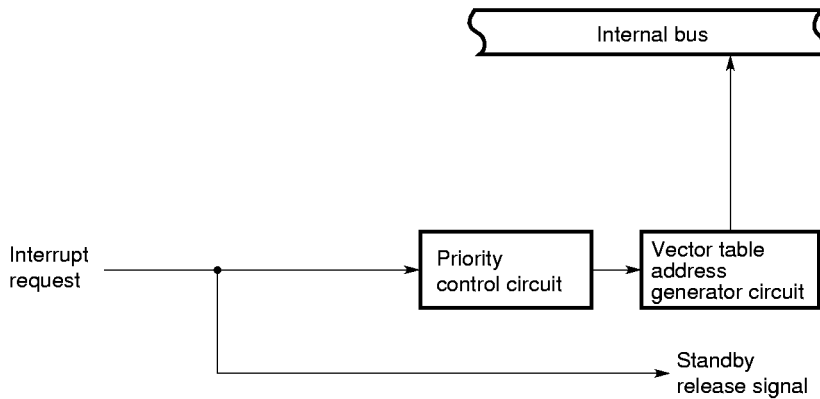 Internal bus
Interrupt
request
Priority
control circuit
Vector table
address
generator circuit
Standby
release signal